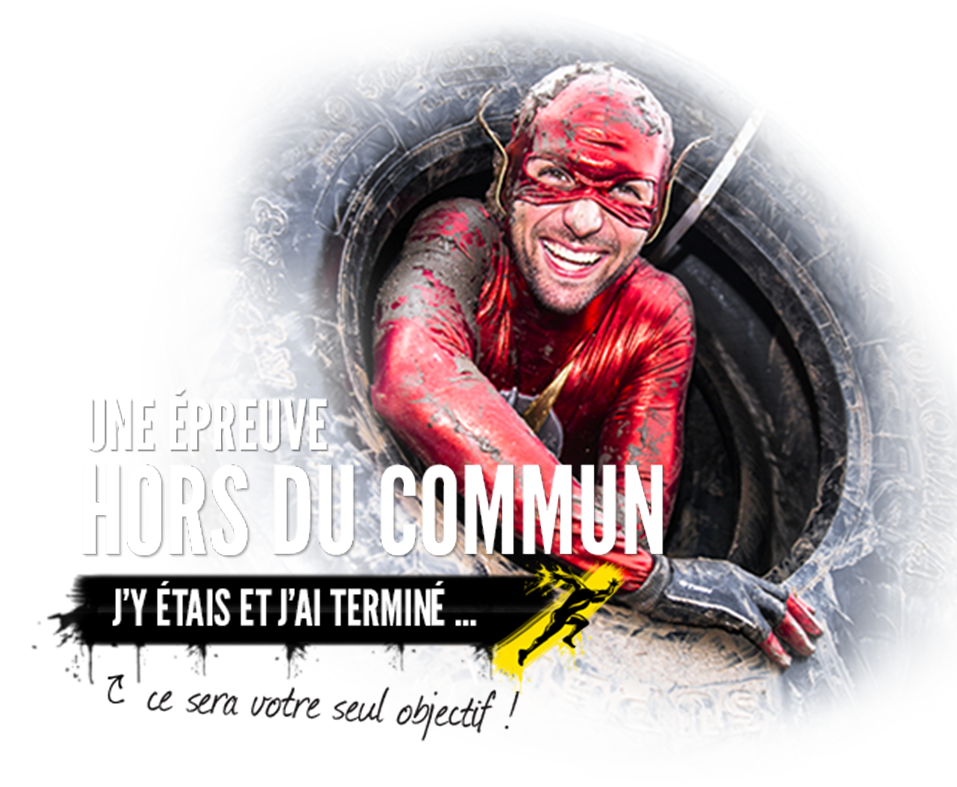 UNE ÉPREUVE
HORS DU COMMUN
J'Y ÉTAIS ET J'AI TERMINÉ ...
ce sera votre seul objectif !